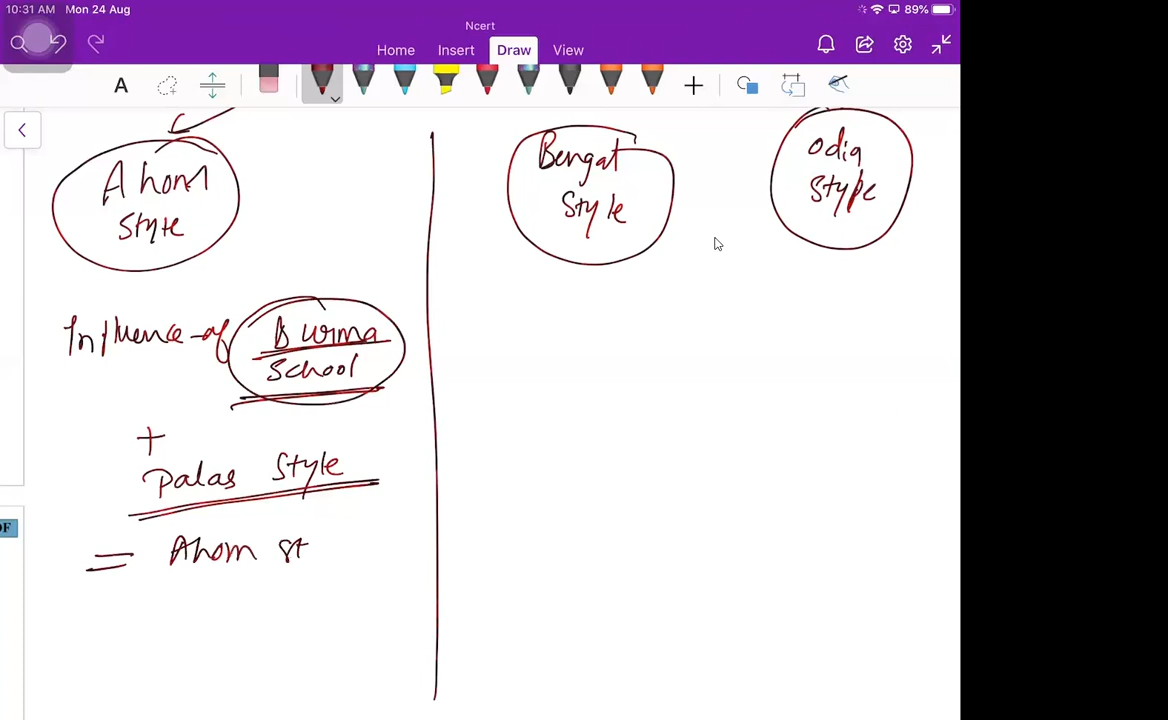 10:31 AM Mon 24 Aug
89%
Ncert
Home Insert Draw View
A
Ahom
Style
Bengal
Style
Odia
Style
Influence of Burma
School
+
Palas Style
= Ahom St
OF